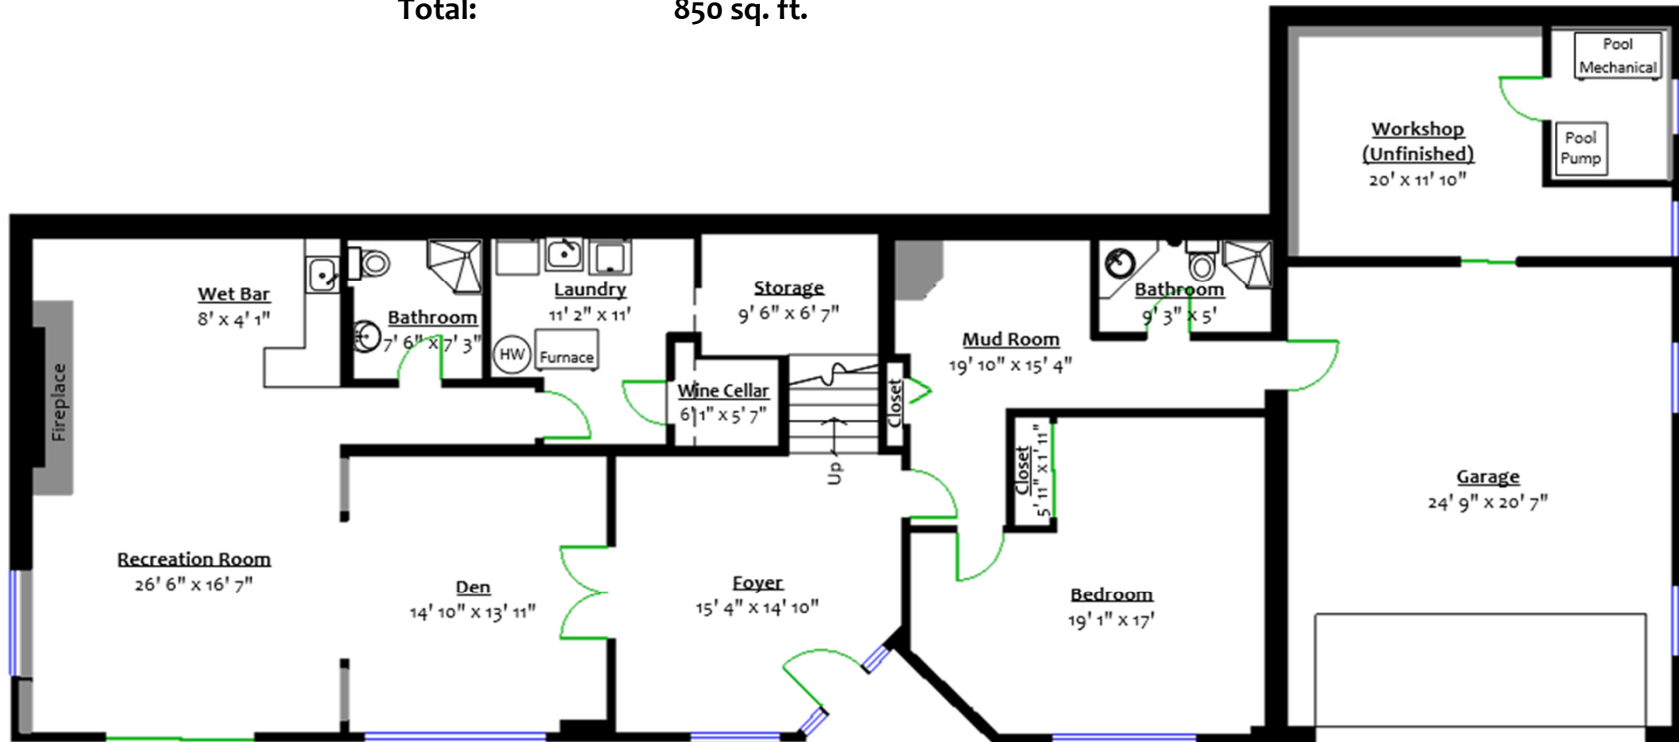 Total: 850 sq. ft.
Pool
Mechanical
Pool
Pump
Workshop
(Unfinished)
20' x 11' 10"
Wet Bar
8' x 4' 1"
Bathroom
7' 6" x 7' 3"
Laundry
11' 2" x 11'
HW
Furnace
Storage
9' 6" x 6' 7"
Wine Cellar
6' 1" x 5' 7"
Up
Closet
Mud Room
19' 10" x 15' 4"
Bathroom
9' 3" x 5'
Closet
5' 11" x 1' 11"
Fireplace
Garage
24' 9" x 20' 7"
Recreation Room
26' 6" x 16' 7"
Den
14' 10" x 13' 11"
Foyer
15' 4" x 14' 10"
Bedroom
19' 1" x 17'